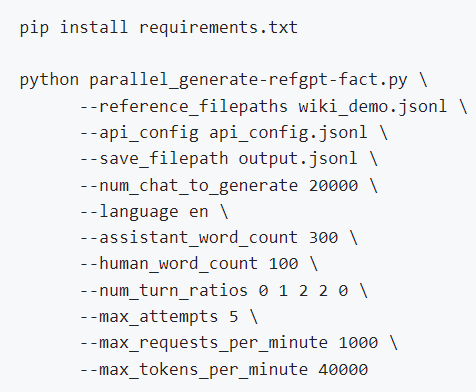 pip install requirements.txt
python parallel_generate-refgpt-fact.py \
--reference_filepaths wiki_demo.jsonl \
--api_config api_config.jsonl \
--save_filepath output.jsonl \
--num_chat_to_generate 20000 \
--language en \
--assistant_word_count 300 \
--human_word_count 100 \
--num_turn_ratios 0 1 2 2 0 \
--max_attempts 5 \
--max_requests_per_minute 1000 \
--max_tokens_per_minute 40000